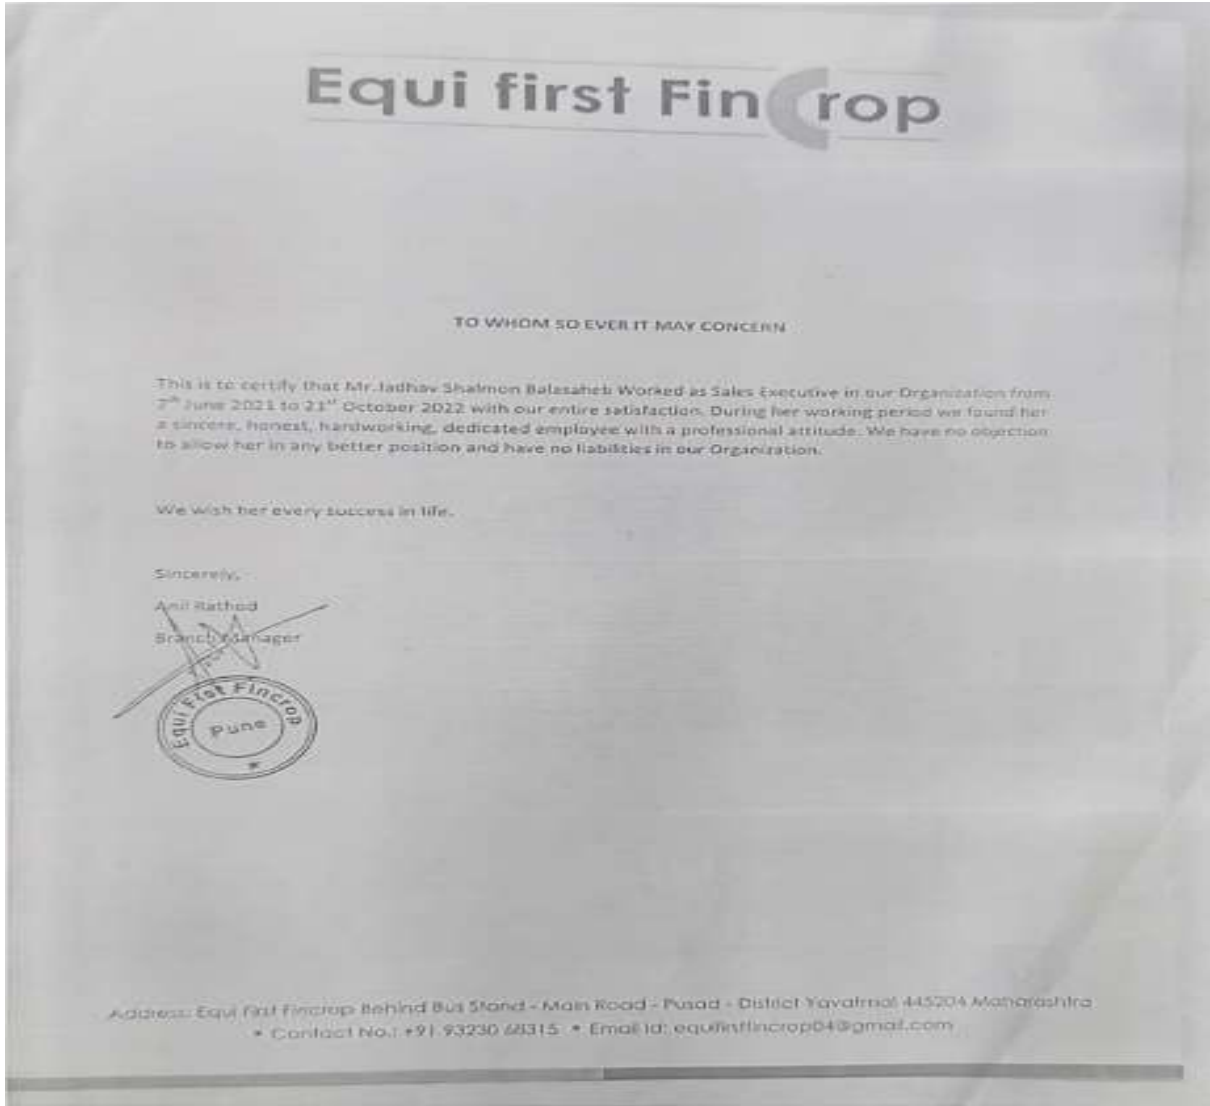 Equi first Fin Crop
TO WHOM SO EVER IT MAY CONCERN
This is to certify that Mr.Jadhav Shalmon Balasaheb Worked as Sales Executive in our Organization from
7th June 2021 to 21st October 2022 with our entire satisfaction. During her working period we found her
a sincere, honest, hardworking, dedicated employee with a professional attitude. We have no objection
to allow her in any better position and have no liabilities in our Organization.
We wish her every success in life.
Sincerely,
Anil Rathod
Branch Manager
Equi Fist Fincrop
Pune
Address: Equi First Fincrop Behind Bus Stand - Main Road - Pusad - District Yavatmal 445204 Maharashtra
• Contact No.: +91 93230 68315 • Email Id: equifirstfincrop04@gmail.com